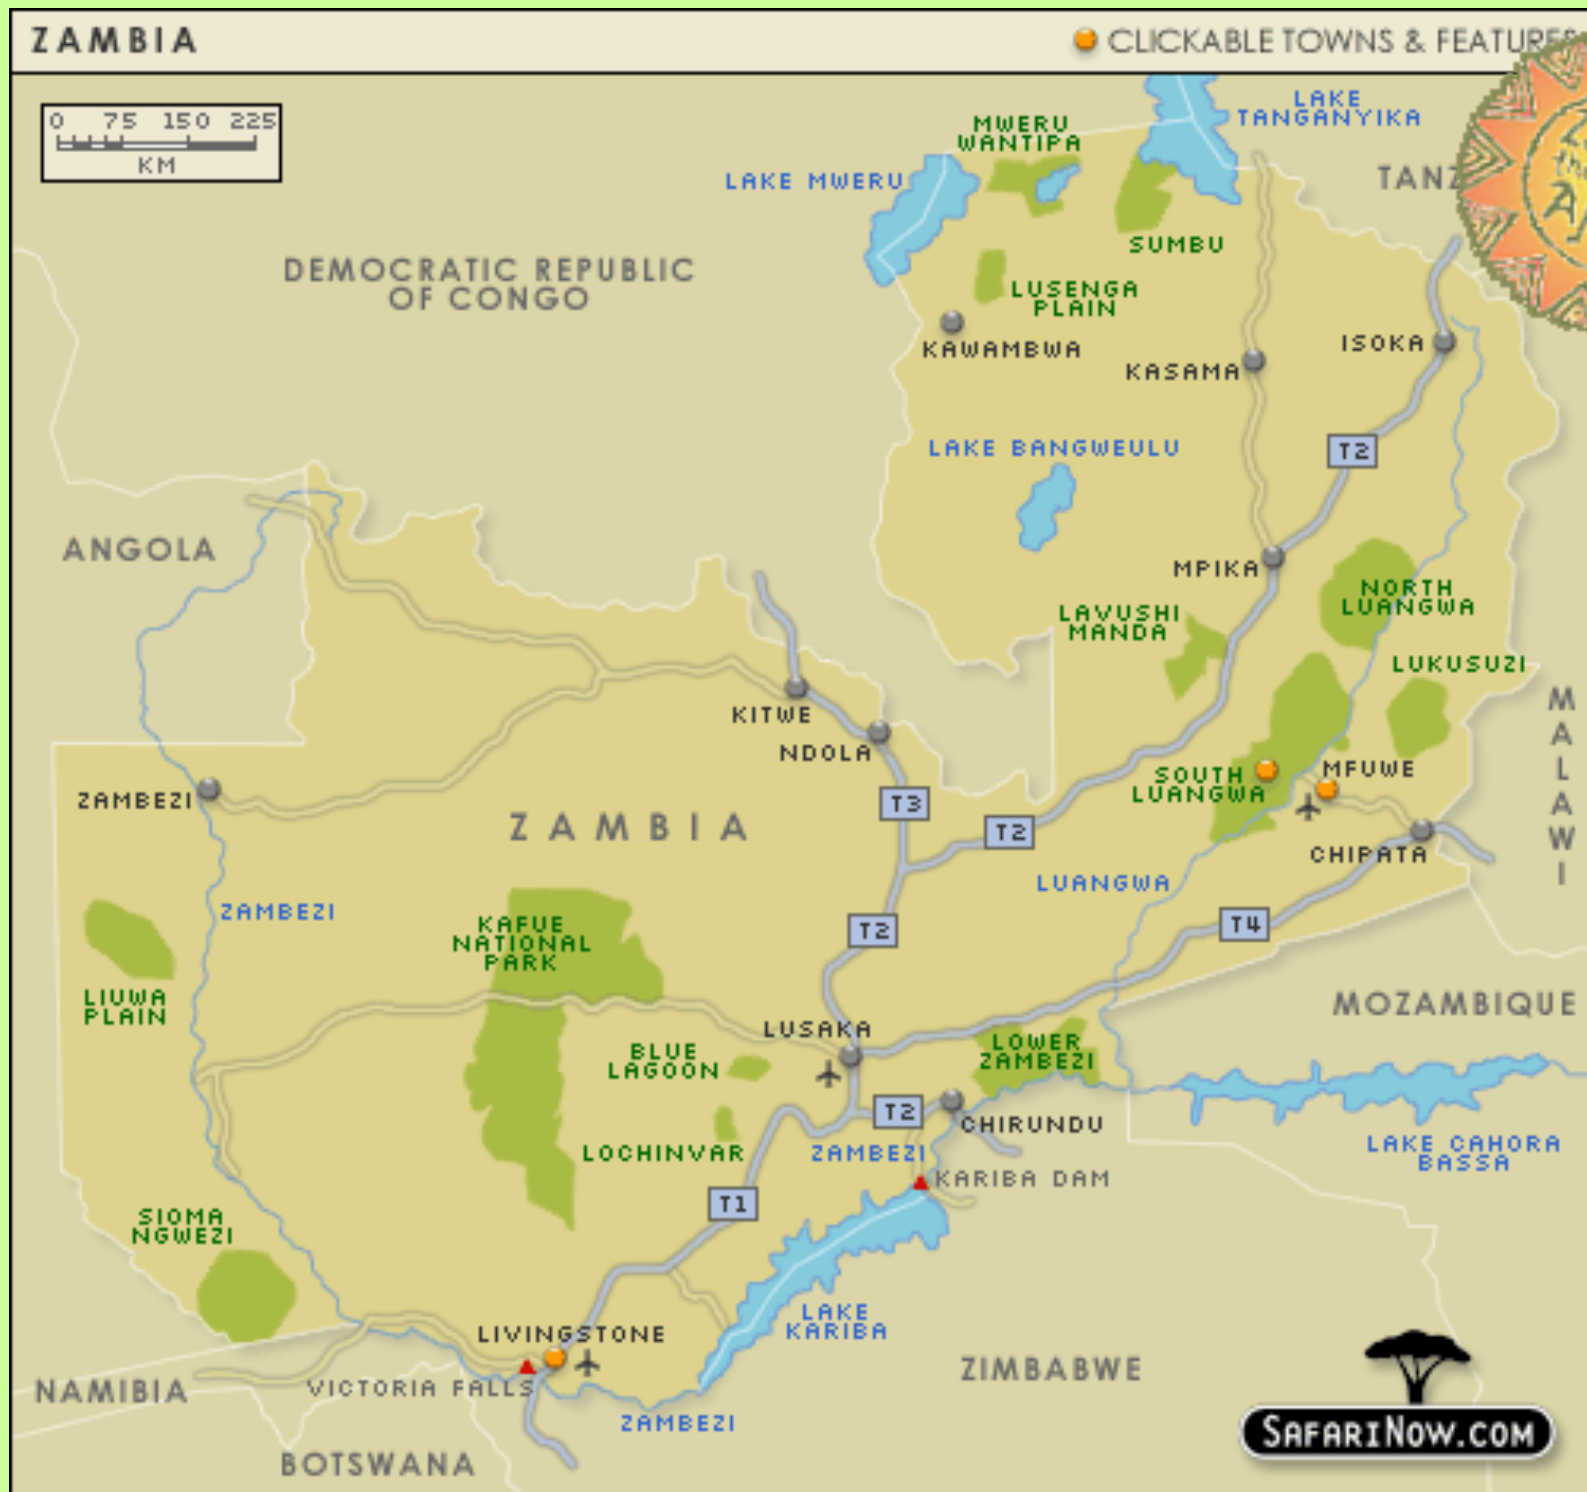 ZAMBIA
CLICKABLE TOWNS & FEATURES
0 75 150 225
KM
LAKE
TANGANYIKA
MWERU
WANTIPA
LAKE MWERU
SUMBU
DEMOCRATIC REPUBLIC
OF CONGO
LUSENGA
PLAIN
KAWAMBWA
KASAMA
ISOKA
LAKE BANGWEULU
T2
ANGOLA
MPIKA
NORTH
LUANGWA
LAVUSHI
MANDA
LUKUSUZI
MALAWI
KITWE
NDOLA
ZAMBEZI
SOUTH
LUANGWA
MFUWE
T3
ZAMBIA
T2
CHIPATA
LUANGWA
ZAMBEZI
KAFUE
NATIONAL
PARK
T2
T4
LIUWA
PLAIN
MOZAMBIQUE
LUSAKA
BLUE
LAGOON
LOWER
ZAMBEZI
T2
CHIRUNDU
LOCHINVAR
ZAMBEZI
LAKE CAHORA
BASSA
KARIBA DAM
T1
SIOMA
NGWEZI
LAKE
KARIBA
LIVINGSTONE
ZIMBABWE
NAMIBIA
VICTORIA FALLS
ZAMBEZI
BOTSWANA
SAFARINOW.COM